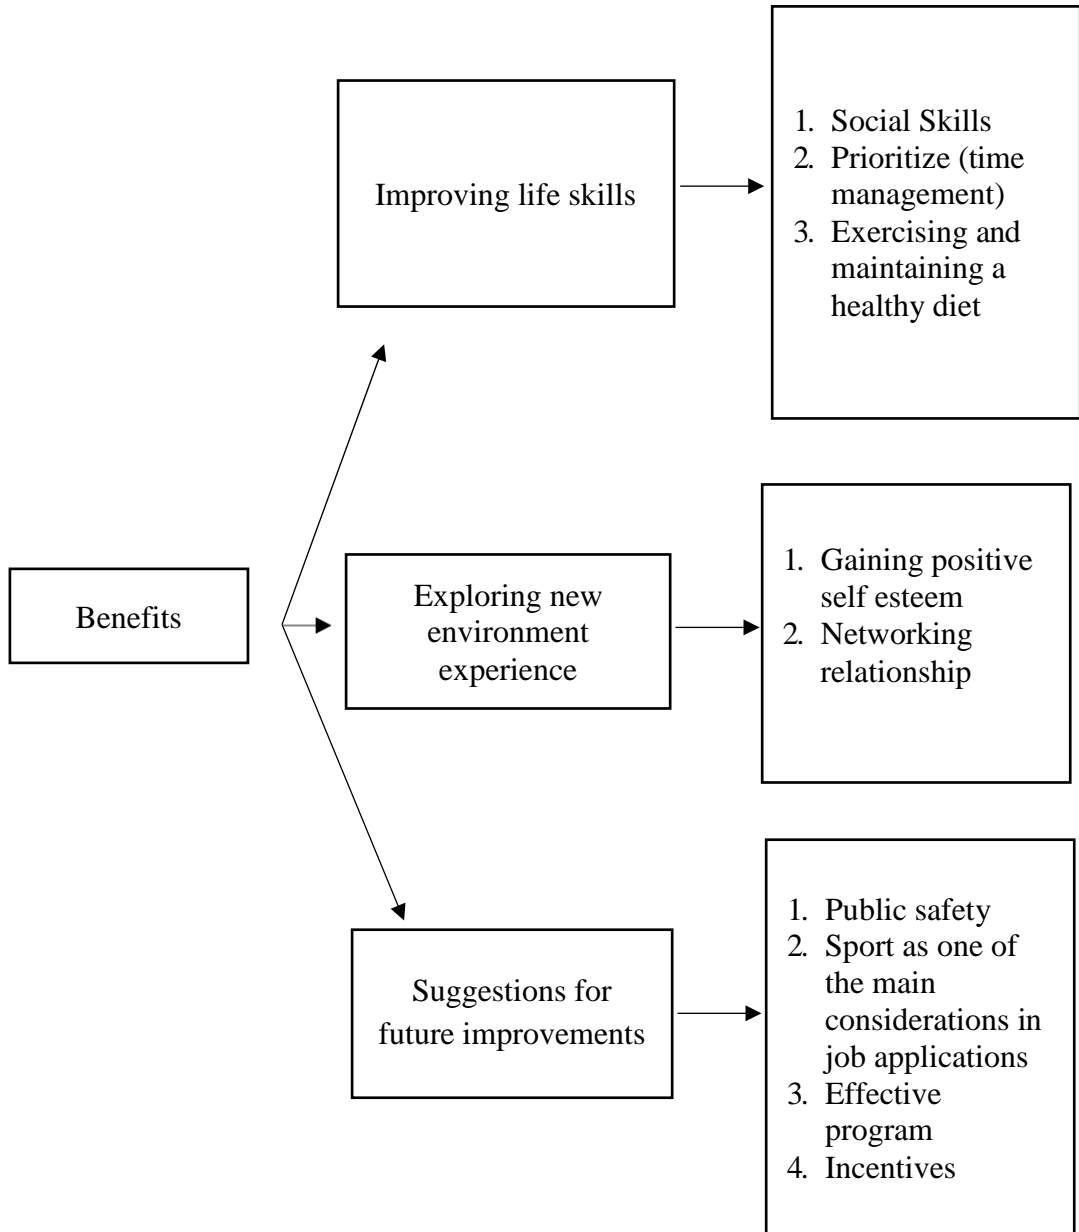 Benefits
Improving life skills
1. Social Skills
2. Prioritize (time
management)
3. Exercising and
maintaining a
healthy diet
Exploring new
environment
experience
1. Gaining positive
self esteem
2. Networking
relationship
Suggestions for
future improvements
1. Public safety
2. Sport as one of
the main
considerations in
job applications
3. Effective
program
4. Incentives